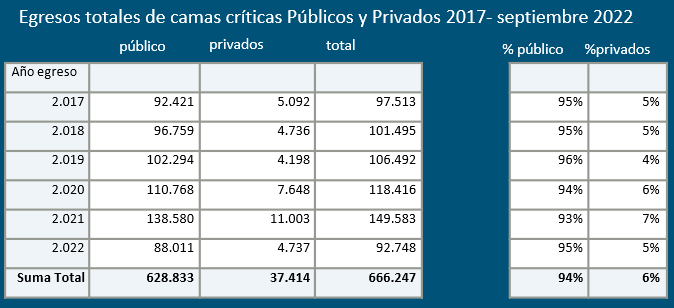 Egresos totales de camas críticas Públicos y Privados 2017- septiembre 2022
público privados total % público %privados
Año egreso
2.017 92.421 5.092 97.513 95% 5%
2.018 96.759 4.736 101.495 95% 5%
2.019 102.294 4.198 106.492 96% 4%
2.020 110.768 7.648 118.416 94% 6%
2.021 138.580 11.003 149.583 93% 7%
2.022 88.011 4.737 92.748 95% 5%
Suma Total 628.833 37.414 666.247 94% 6%